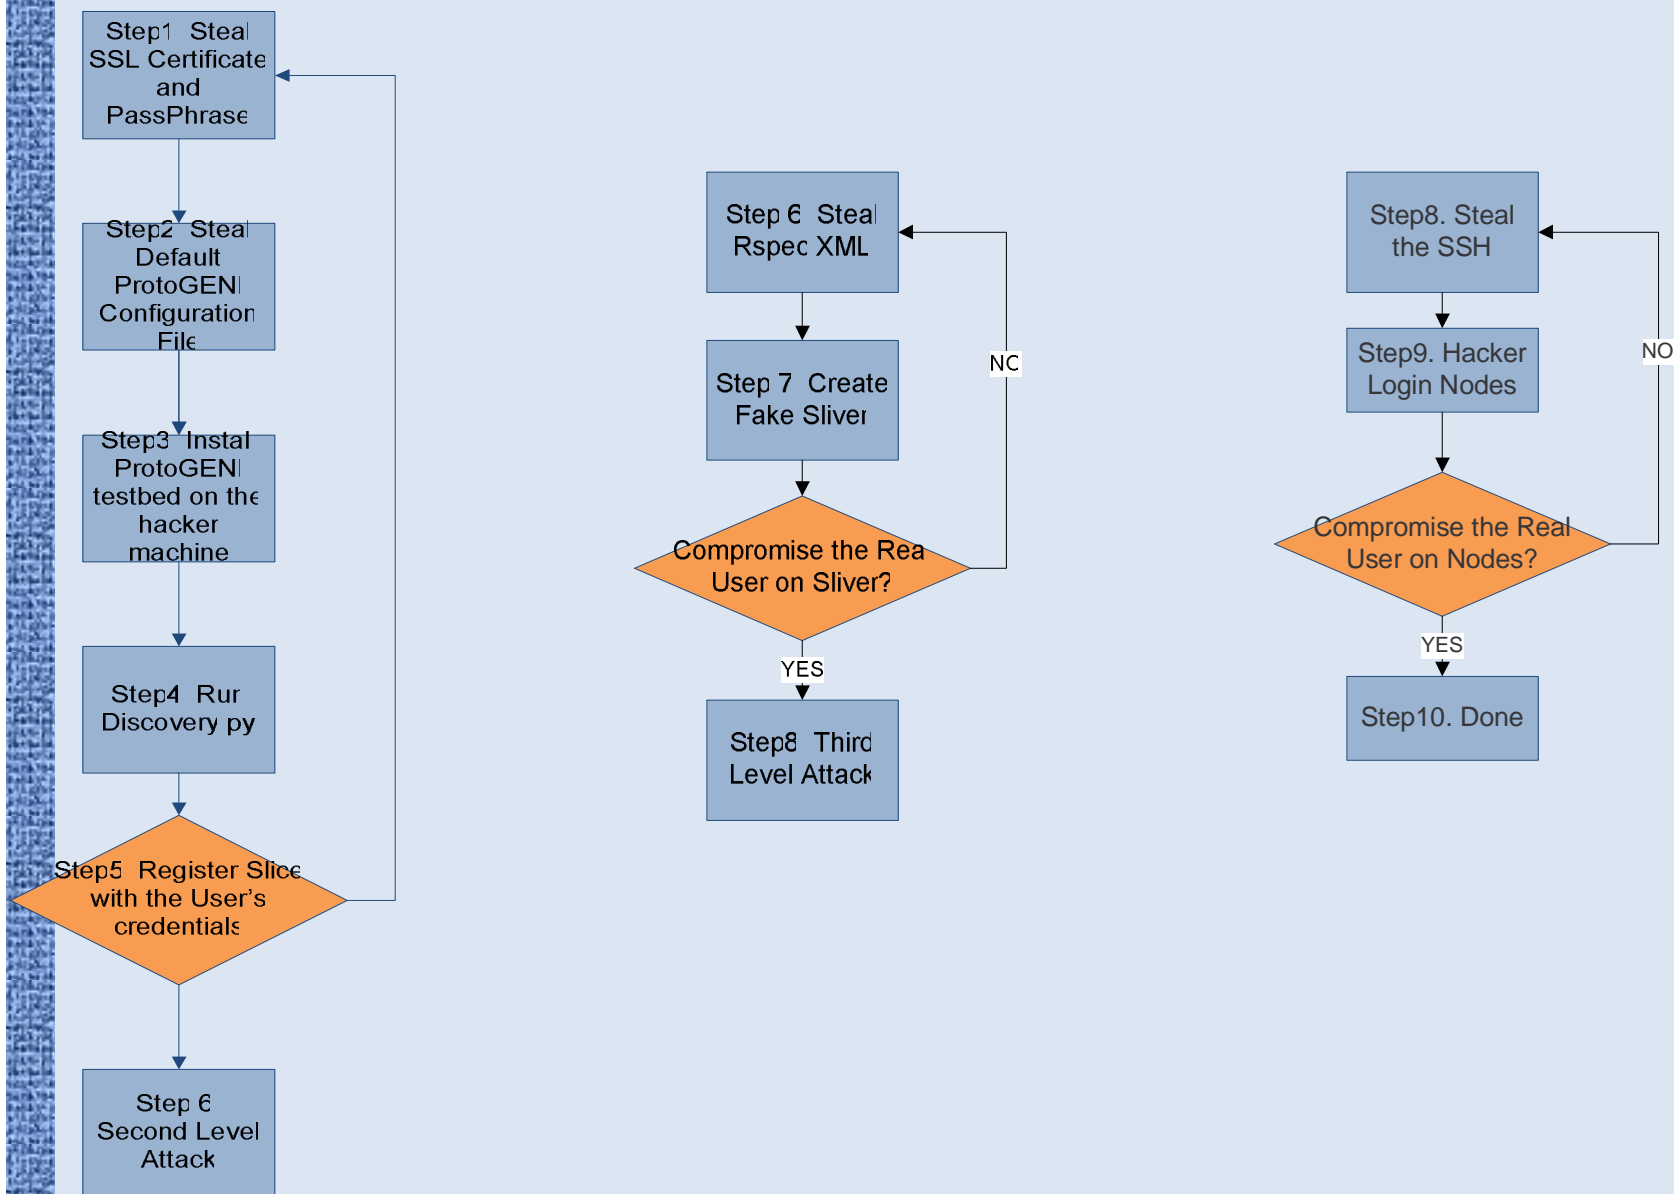 Step1 Steal
SSL Certificate
and
PassPhrase
Step2 Steal
Default
ProtoGENI
Configuration
File
Step3 Instal
ProtoGENI
testbed on the
hacker
machine
Step4 Run
Discovery py
Step5 Register Slice
with the User's
credentials
Step 6
Second Level
Attack
Step 6 Steal
Rspec XML
Step 7 Create
Fake Sliver
Compromise the Rea
User on Sliver?
NO
YES
Step8 Third
Level Attack
Step8. Steal
the SSH
Step9. Hacker
Login Nodes
Compromise the Real
User on Nodes?
NO
YES
Step10. Done